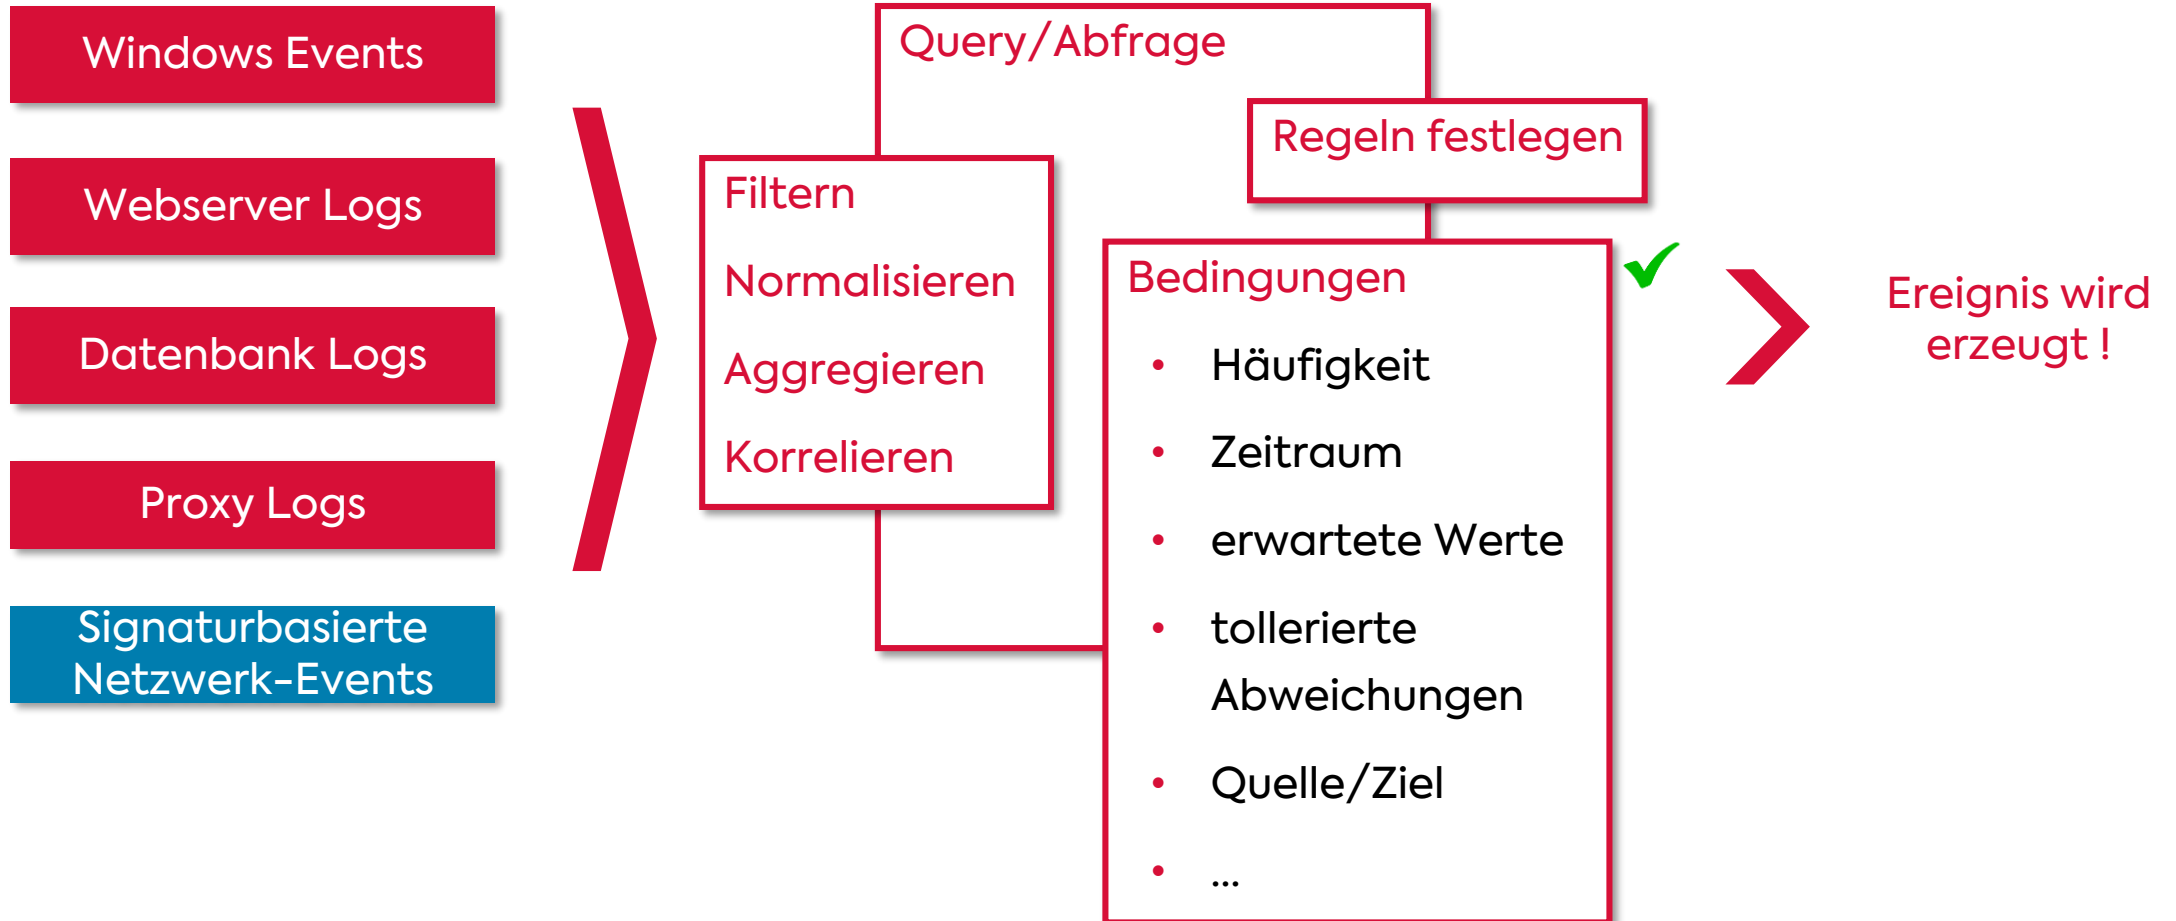 Windows Events
Webserver Logs
Datenbank Logs
Proxy Logs
Signaturbasierte
Netzwerk-Events
Query/Abfrage
Filtern
Normalisieren
Aggregieren
Korrelieren
Regeln festlegen
Bedingungen
• Häufigkeit
• Zeitraum
• erwartete Werte
• tollerierte
Abweichungen
• Quelle/Ziel
• ...
Ereignis wird
erzeugt !